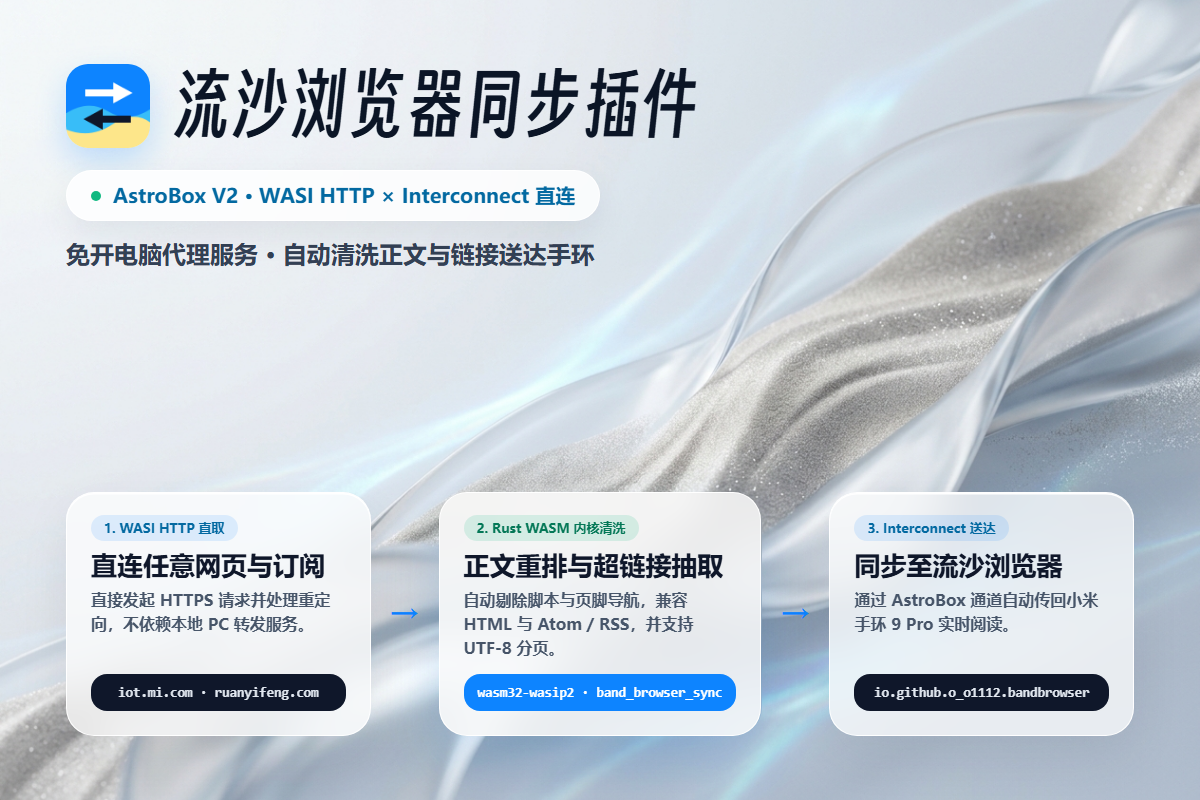 流沙浏览器同步插件
AstroBox V2 • WASI HTTP × Interconnect 直连
免开电脑代理服务 • 自动清洗正文与链接送达手环
1. WASI HTTP 直取
直连任意网页与订阅
直接发起 HTTPS 请求并处理重定
向，不依赖本地 PC 转发服务。
iot.mi.com · ruanyifeng.com
→
2. Rust WASM 内核清洗
正文重排与超链接抽取
自动剔除脚本与页脚导航，兼容
HTML 与 Atom / RSS，并支持
UTF-8 分页。
wasm32-wasip2 · band_browser_sync
→
3. Interconnect 送达
同步至流沙浏览器
通过 AstroBox 通道自动传回小米
手环 9 Pro 实时阅读。
io.github.o_o1112.bandbrowser